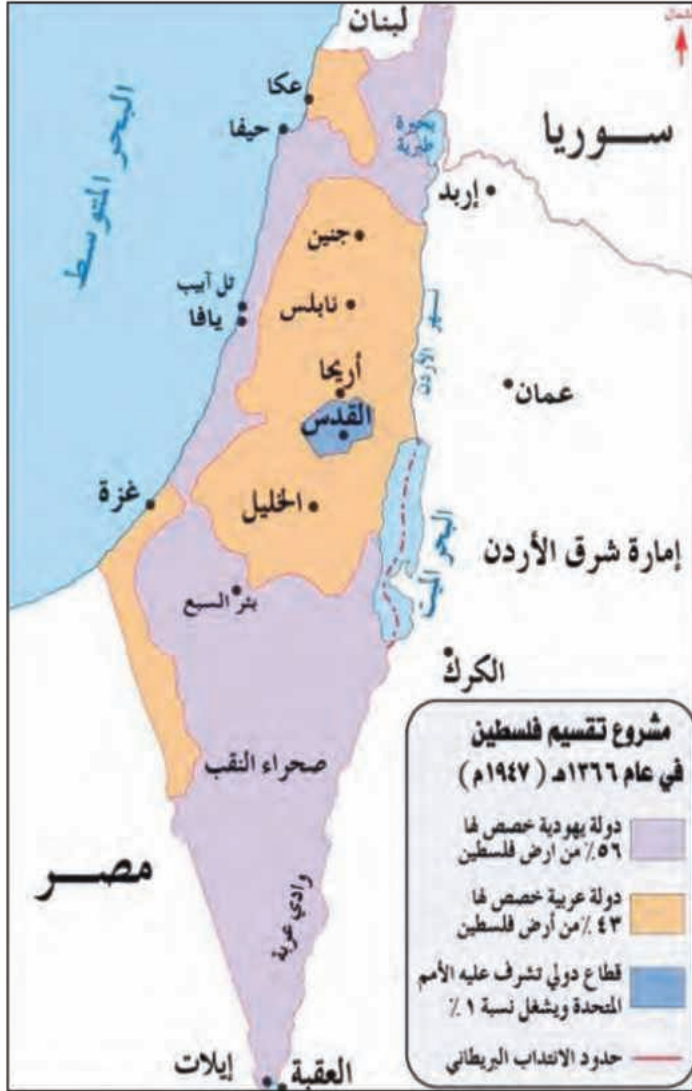 لبنان
الشمال
عكا
حيفا
بحيرة
طبرية
سوريا
إربد
البحر المتوسط
جنين
تل أبيب
يافا
نابلس
نهر الأردن
أريحا
القدس
عمان
غزة
الخليل
البحر الميت
إمارة شرق الأردن
بئر السبع
الكرك
صحراء النقب
مصر
وادي عربة
إيلات
العقبة
مشروع تقسيم فلسطين
في عام ١٣٦٦هـ (١٩٤٧م)
دولة يهودية خصص لها
٥٦٪ من ارض فلسطين
دولة عربية خصص لها
٤٣٪ من أرض فلسطين
قطاع دولي تشرف عليه الأمم
المتحدة ويشغل نسبة ١٪
حدود الانتداب البريطاني